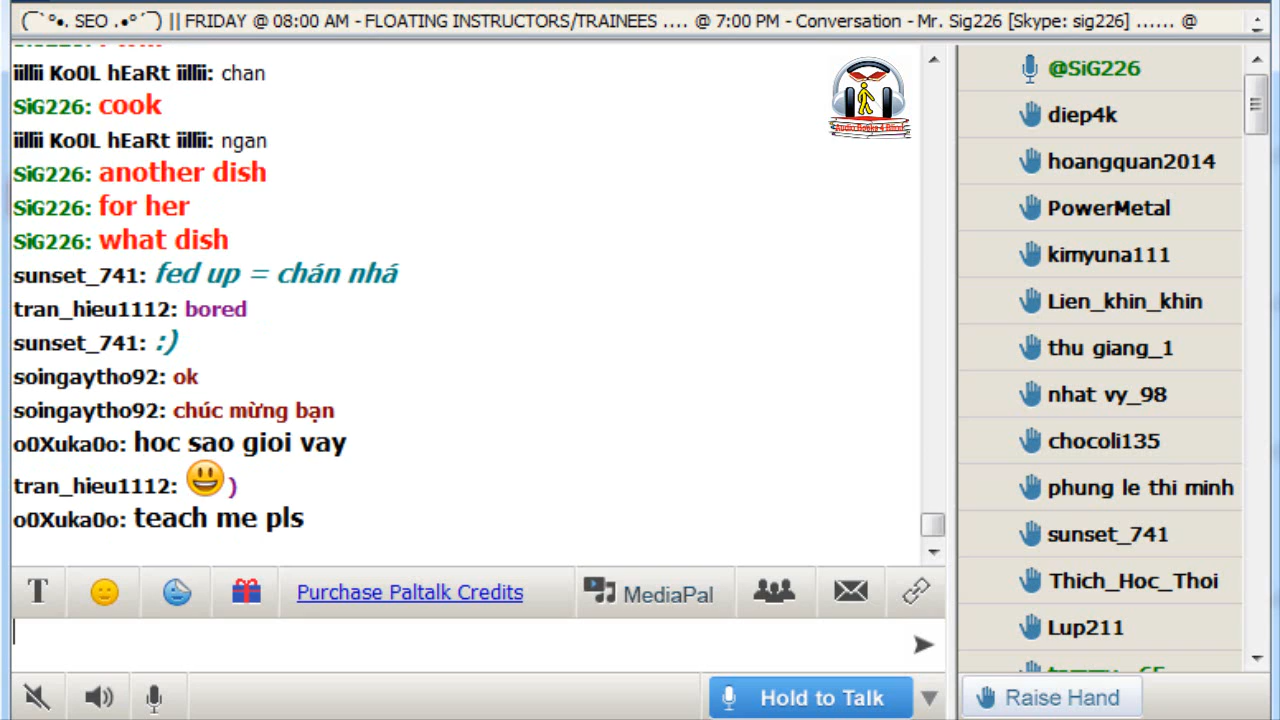 (¯`°•. SEO .•°´¯) || FRIDAY @ 08:00 AM - FLOATING INSTRUCTORS/TRAINEES .... @ 7:00 PM - Conversation - Mr. Sig226 [Skype: sig226] ...... @
iillii Ko0L hEaRt iillii: chan
SiG226: cook
iillii Ko0L hEaRt iillii: ngan
SiG226: another dish
SiG226: for her
SiG226: what dish
sunset_741: fed up = chán nhá
tran_hieu1112: bored
sunset_741: :)
soingaytho92: ok
soingaytho92: chúc mừng bạn
o0Xuka0o: hoc sao gioi vay
tran_hieu1112: )
o0Xuka0o: teach me pls
T
Purchase Paltalk Credits
MediaPal
Hold to Talk
@SiG226
diep4k
hoangquan2014
PowerMetal
kimyuna111
Lien_khin_khin
thu giang_1
nhat vy_98
chocoli135
phung le thi minh
sunset_741
Thich_Hoc_Thoi
Lup211
Raise Hand